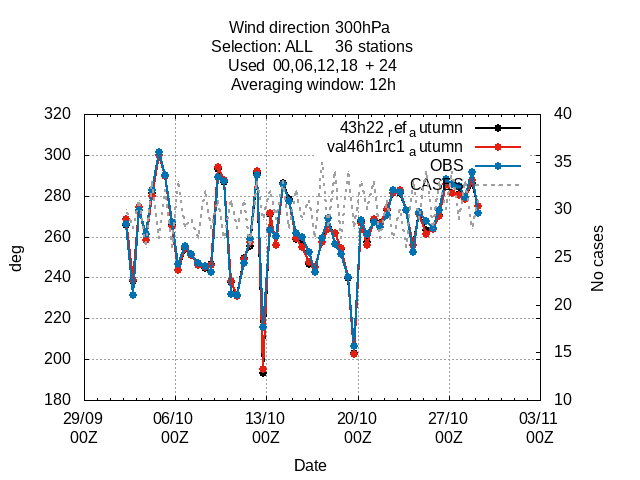 Wind direction 300hPa
Selection: ALL 36 stations
Used 00,06,12,18 + 24
Averaging window: 12h
320 40
43h22_ref_autumn
val46h1rc1_autumn
OBS
CASES
300 35
280 30
260 25
240 20
220 15
200 10
180
deg
No cases
29/09 06/10 13/10 20/10 27/10 03/11
00Z 00Z 00Z 00Z 00Z 00Z
Date